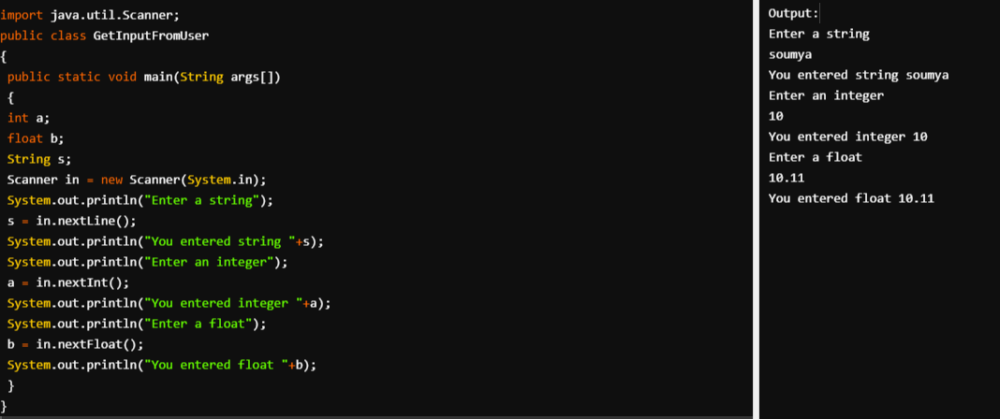 import java.util.Scanner;
public class GetInputFromUser
{
public static void main(String args[])
{
int a;
float b;
String s;
Scanner in = new Scanner(System.in);
System.out.println("Enter a string");
s = in.nextLine();
System.out.println("You entered string "+s);
System.out.println("Enter an integer");
a = in.nextInt();
System.out.println("You entered integer "+a);
System.out.println("Enter a float");
b = in.nextFloat();
System.out.println("You entered float "+b);
}
}
Output:
Enter a string
soumya
You entered string soumya
Enter an integer
10
You entered integer 10
Enter a float
10.11
You entered float 10.11